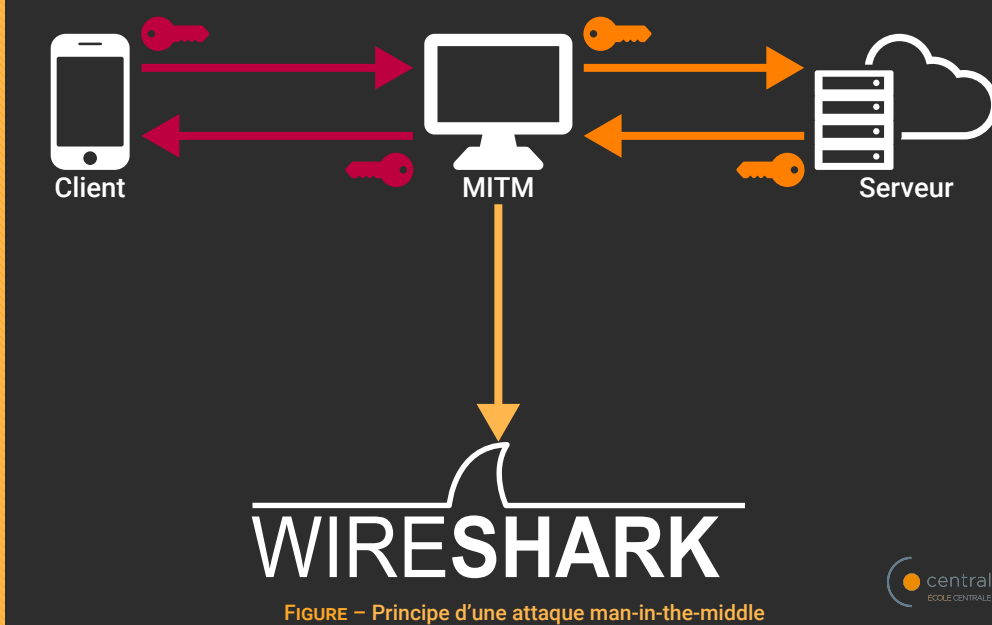 Client
MITM
Serveur
WIRESHARK
FIGURE – Principe d'une attaque man-in-the-middle
central
ÉCOLE CENTRALE